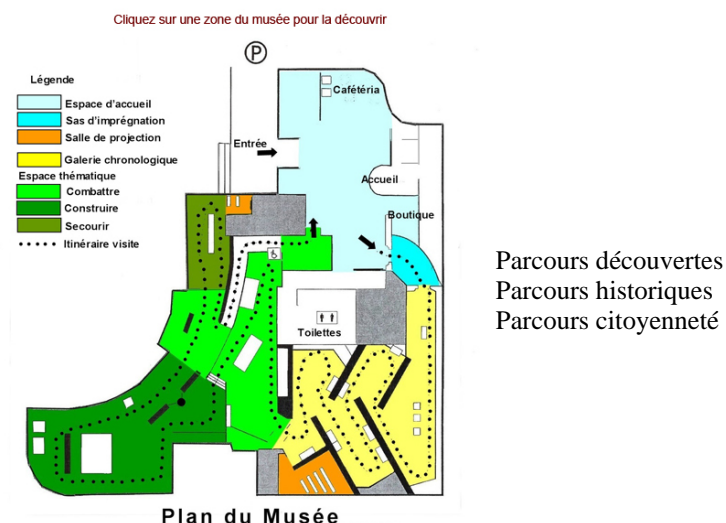 Cliquez sur une zone du musée pour la découvrir
P
Légende
Espace d'accueil
Sas d'imprégnation
Salle de projection
Galerie chronologique
Espace thématique
Combattre
Construire
Secourir
Itinéraire visite
Cafétéria
Entrée
Accueil
Boutique
Toilettes
Plan du Musée
Parcours découvertes
Parcours historiques
Parcours citoyenneté